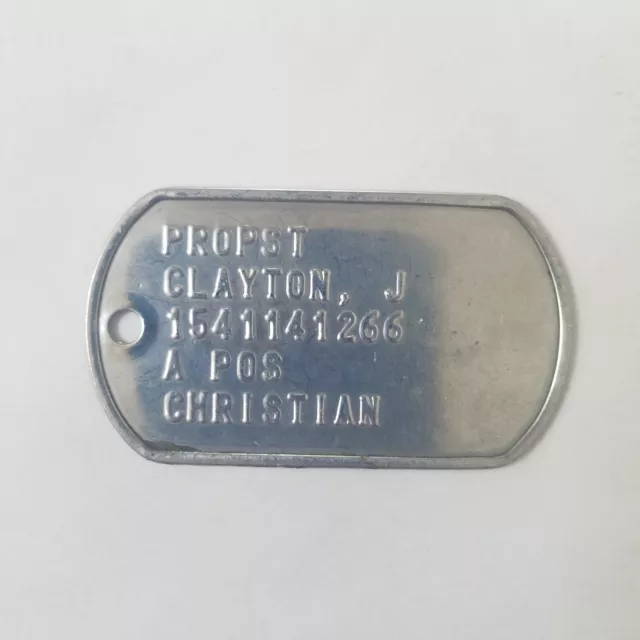 PROPST
CLAYTON, J
1541141266
A POS
CHRISTIAN